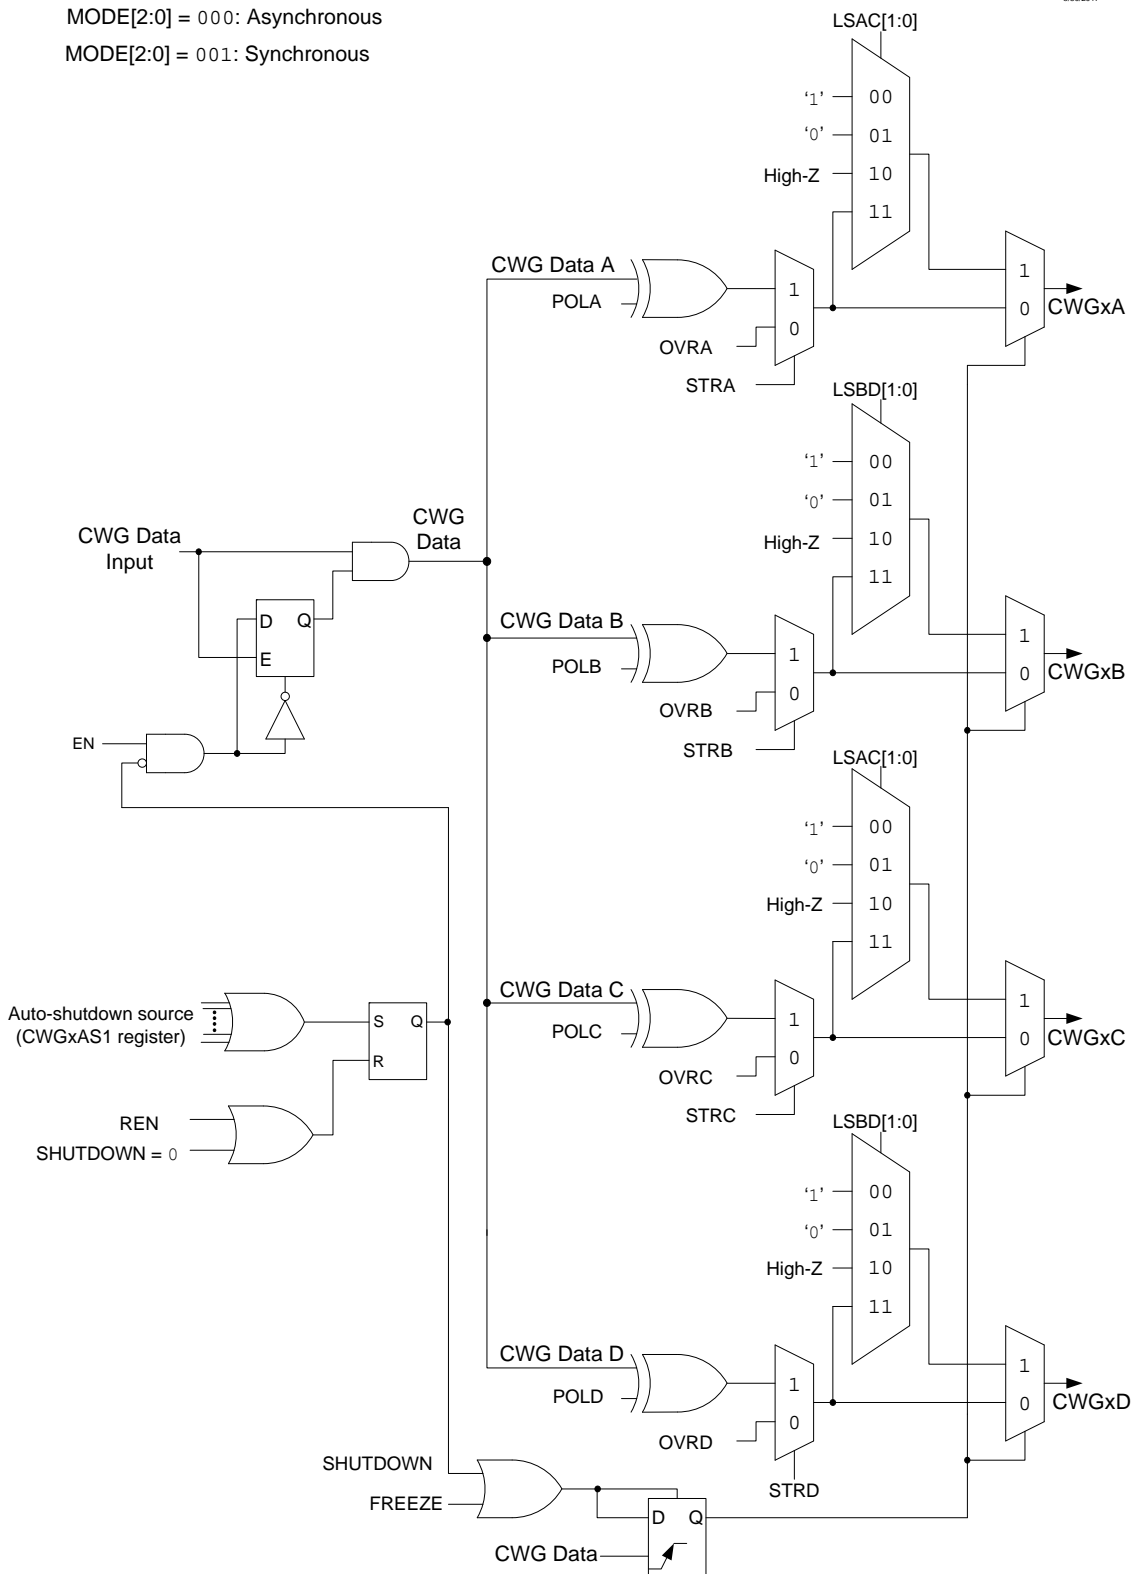 MODE[2:0] = 000: Asynchronous
MODE[2:0] = 001: Synchronous
LSAC[1:0]
'1'
00
'0'
01
High-Z
10
11
CWG Data A
POLA
1
0
OVRA
STRA
1
0
CWGxA
LSBD[1:0]
'1'
00
'0'
01
High-Z
10
11
CWG Data Input
CWG Data
D
Q
E
EN
CWG Data B
POLB
1
0
OVRB
STRB
1
0
CWGxB
LSAC[1:0]
'1'
00
'0'
01
High-Z
10
11
Auto-shutdown source
(CWGxAS1 register)
S
Q
R
REN
SHUTDOWN = 0
CWG Data C
POLC
1
0
OVRC
STRC
1
0
CWGxC
LSBD[1:0]
'1'
00
'0'
01
High-Z
10
11
CWG Data D
POLD
1
0
OVRD
STRD
1
0
CWGxD
SHUTDOWN
FREEZE
D
Q
CWG Data